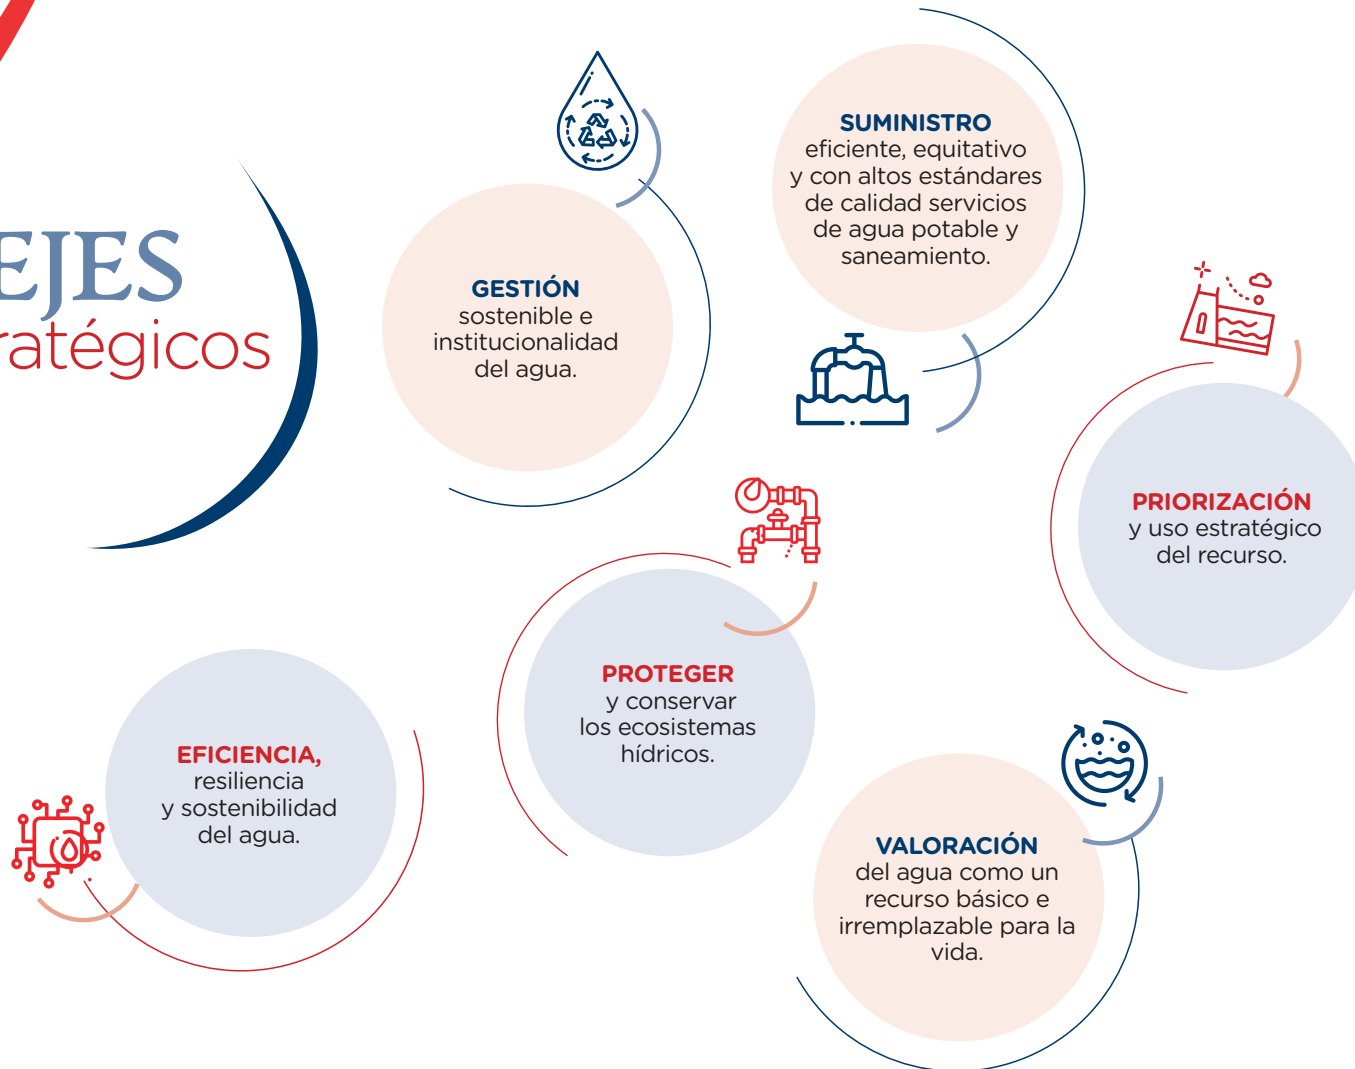 EJES
ratégicos
GESTIÓN
sostenible e
institucionalidad
del agua.
SUMINISTRO
eficiente, equitativo
y con altos estándares
de calidad servicios
de agua potable y
saneamiento.
PRIORIZACIÓN
y uso estratégico
del recurso.
PROTEGER
y conservar
los ecosistemas
hídricos.
EFICIENCIA,
resiliencia
y sostenibilidad
del agua.
VALORACIÓN
del agua como un
recurso básico e
irremplazable para la
vida.